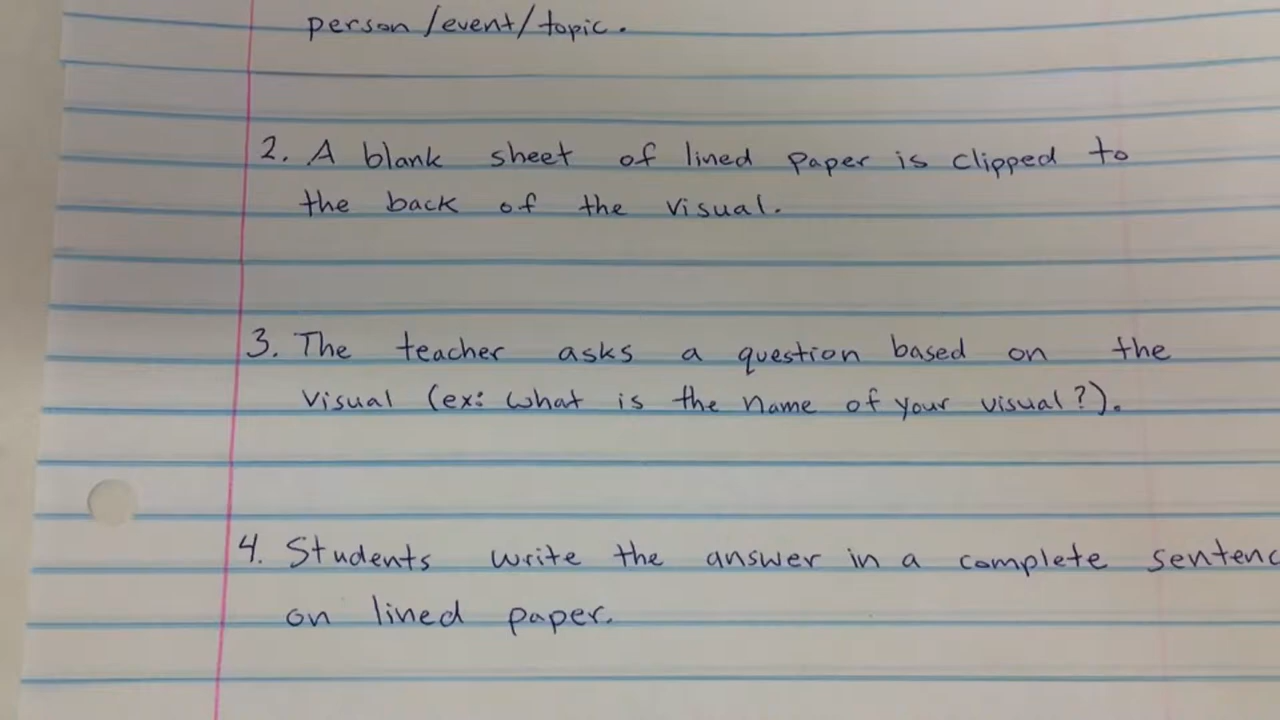 person/event/topic.
2. A blank sheet of lined paper is clipped to
the back of the visual.
3. The teacher asks a question based on the
visual (ex: what is the name of your visual?).
4. Students write the answer in a complete sentenc
on lined paper.